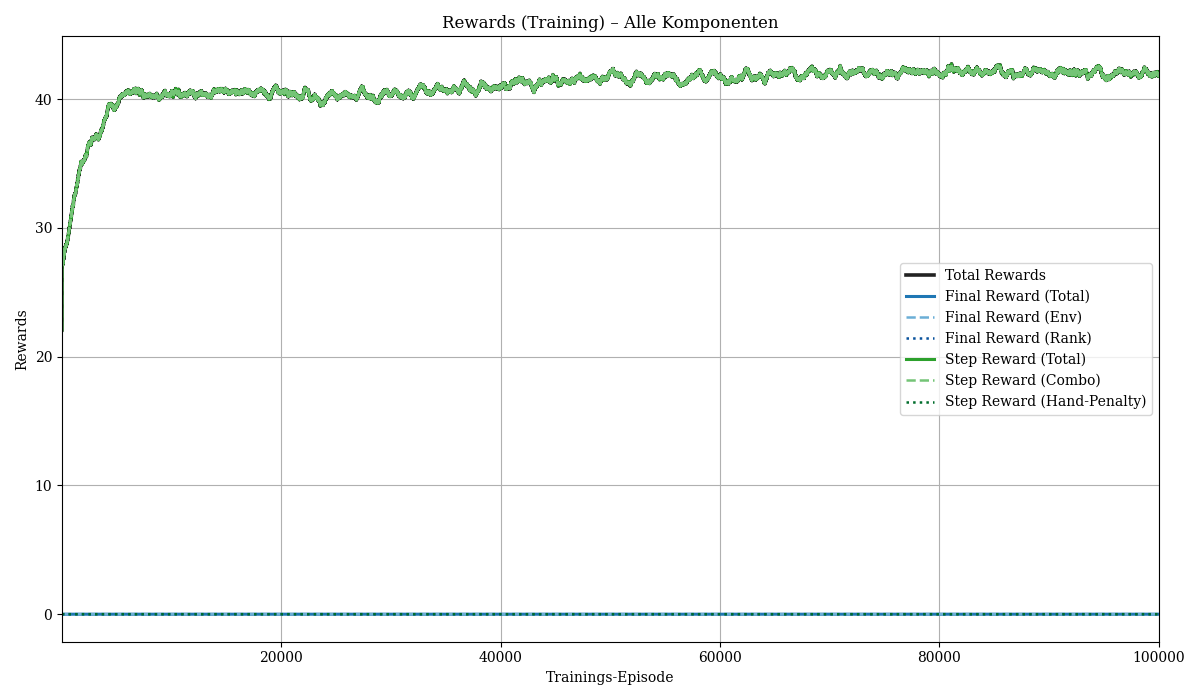 Rewards (Training) – Alle Komponenten
40
30
20
10
0
Rewards
Total Rewards
Final Reward (Total)
Final Reward (Env)
Final Reward (Rank)
Step Reward (Total)
Step Reward (Combo)
Step Reward (Hand-Penalty)
20000 40000 60000 80000 100000
Trainings-Episode